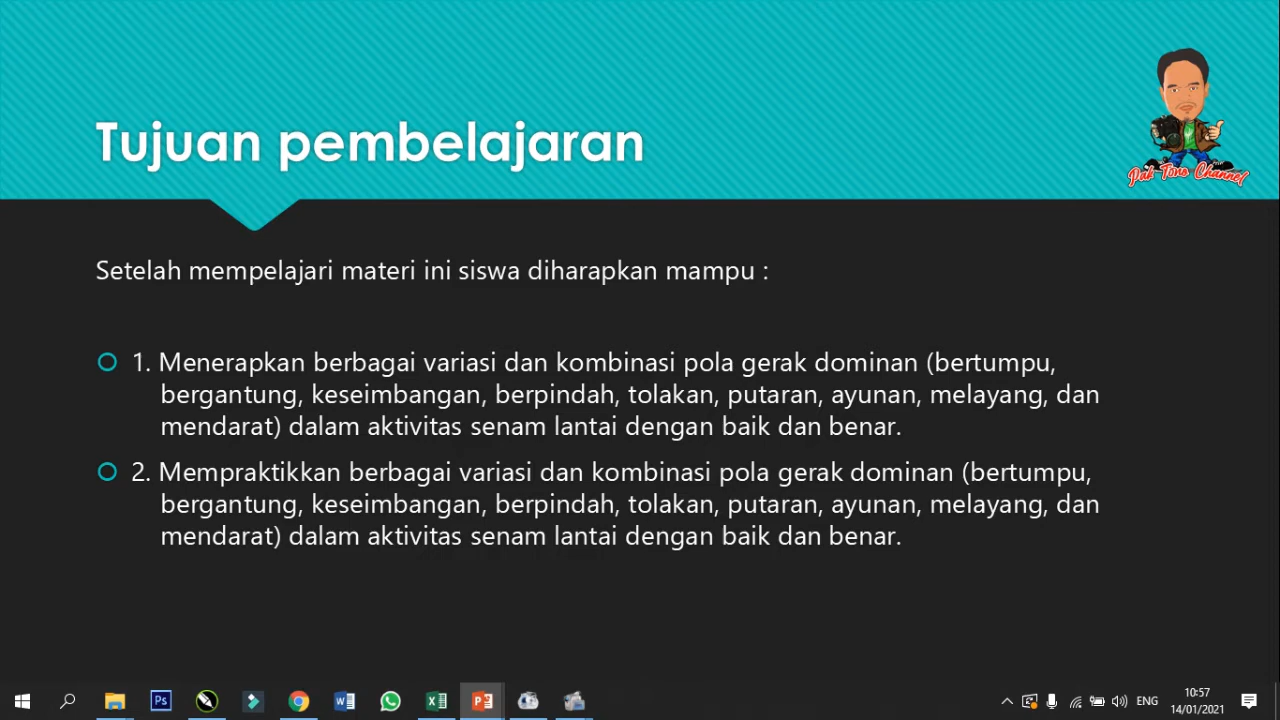 Tujuan pembelajaran
Pak Tono Channel
Setelah mempelajari materi ini siswa diharapkan mampu :
1. Menerapkan berbagai variasi dan kombinasi pola gerak dominan (bertumpu,
bergantung, keseimbangan, berpindah, tolakan, putaran, ayunan, melayang, dan
mendarat) dalam aktivitas senam lantai dengan baik dan benar.
2. Mempraktikkan berbagai variasi dan kombinasi pola gerak dominan (bertumpu,
bergantung, keseimbangan, berpindah, tolakan, putaran, ayunan, melayang, dan
mendarat) dalam aktivitas senam lantai dengan baik dan benar.
Ps
ENG
10:57
14/01/2021